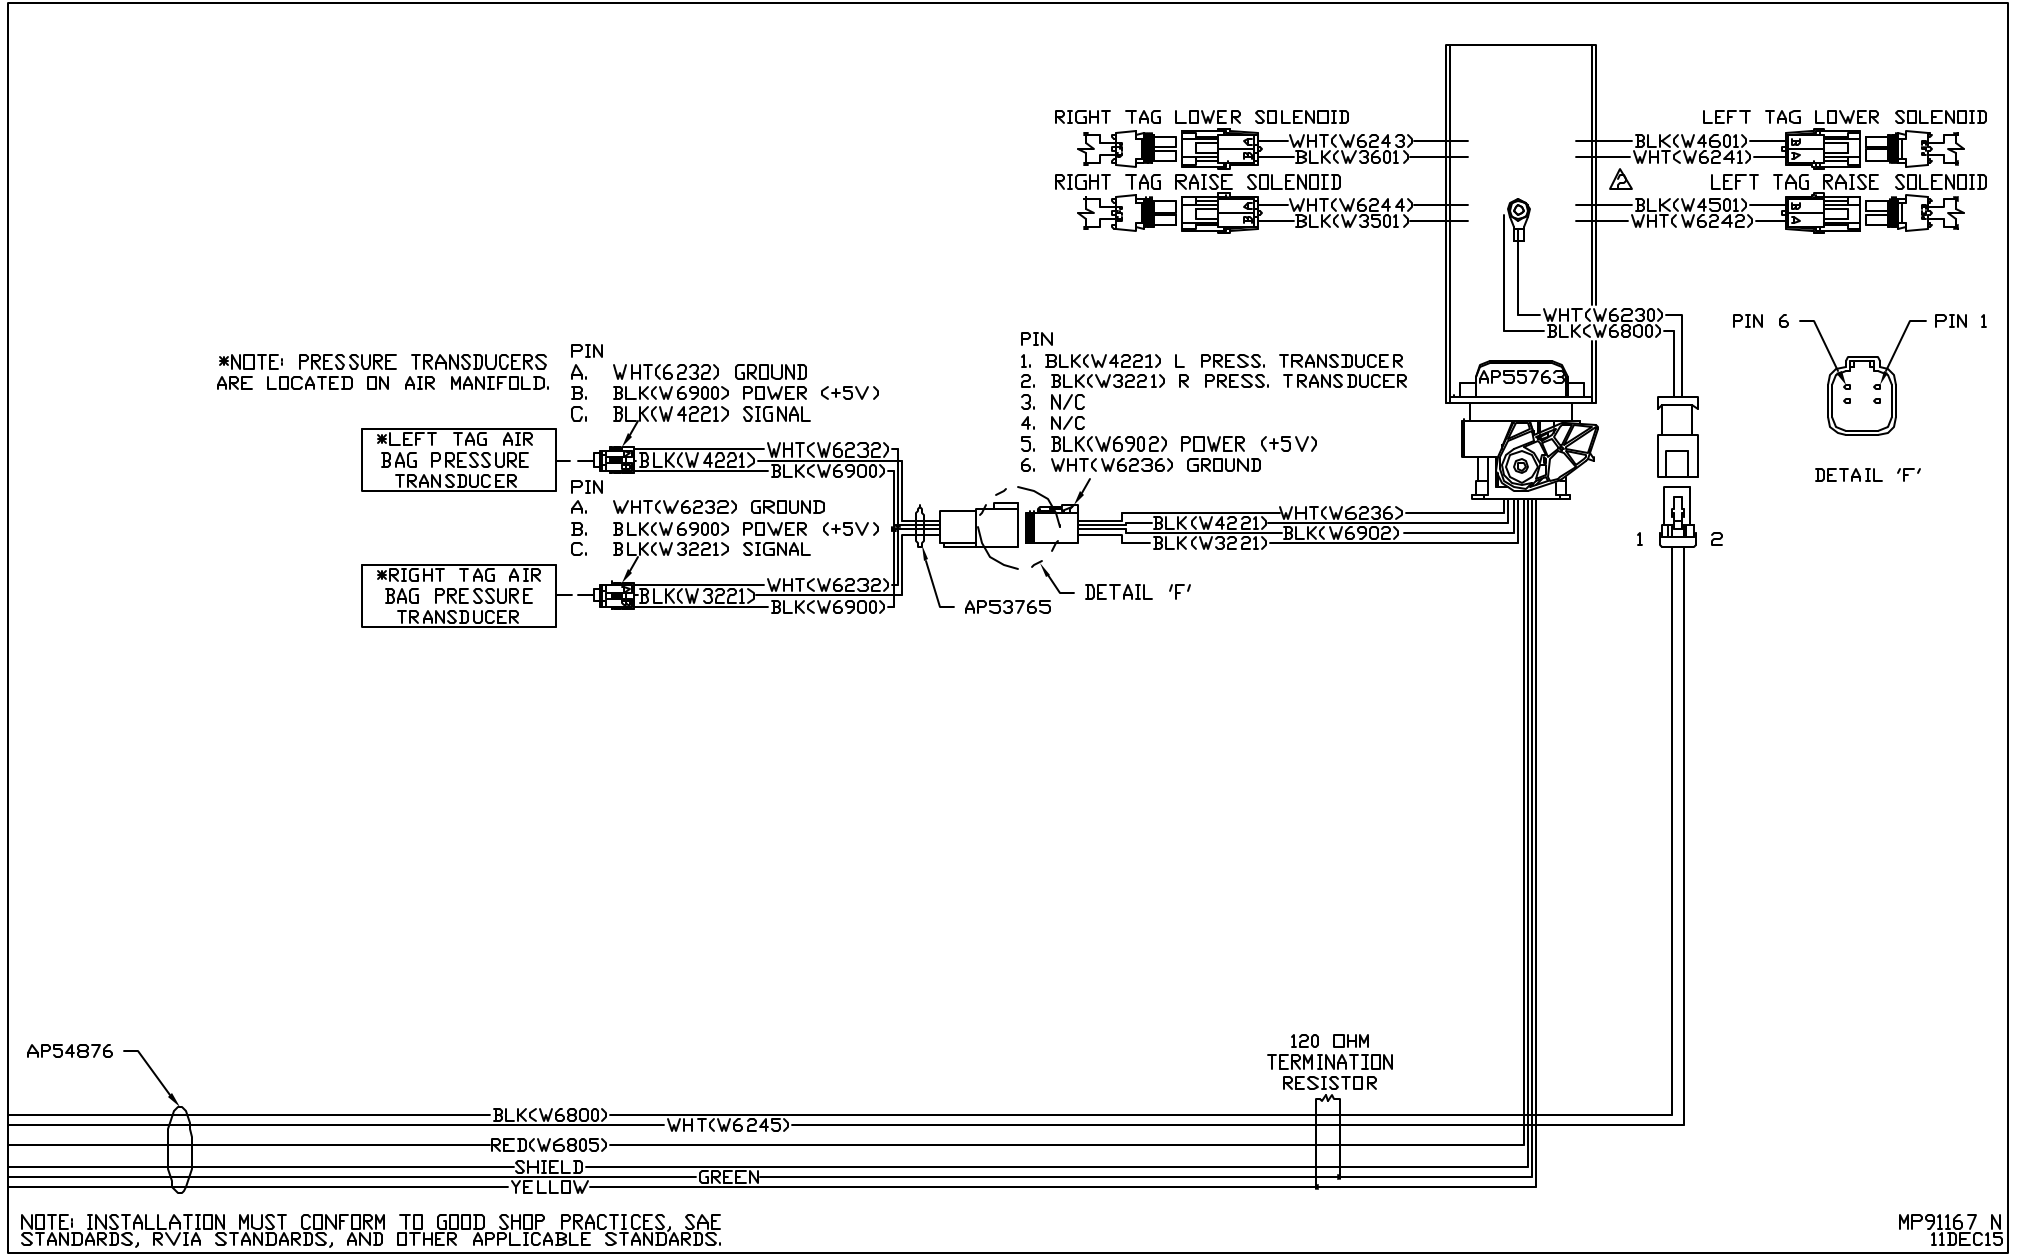 RIGHT TAG LOWER SOLENOID
WHT(W6243)
BLK(W3601)
A
B
RIGHT TAG RAISE SOLENOID
WHT(W6244)
BLK(W3501)
A
B
LEFT TAG LOWER SOLENOID
BLK(W4601)
WHT(W6241)
B
A
2
LEFT TAG RAISE SOLENOID
BLK(W4501)
WHT(W6242)
B
A
WHT(W6230)
BLK(W6800)
AP55763
PIN 6
PIN 1
DETAIL 'F'
1
2
*NOTE: PRESSURE TRANSDUCERS
ARE LOCATED ON AIR MANIFOLD.
PIN
A. WHT(6232) GROUND
B. BLK(W6900) POWER (+5V)
C. BLK(W4221) SIGNAL
*LEFT TAG AIR
BAG PRESSURE
TRANSDUCER
WHT(W6232)
BLK(W4221)
BLK(W6900)
PIN
A. WHT(W6232) GROUND
B. BLK(W6900) POWER (+5V)
C. BLK(W3221) SIGNAL
*RIGHT TAG AIR
BAG PRESSURE
TRANSDUCER
WHT(W6232)
BLK(W3221)
BLK(W6900)
PIN
1. BLK(W4221) L PRESS. TRANSDUCER
2. BLK(W3221) R PRESS. TRANSDUCER
3. N/C
4. N/C
5. BLK(W6902) POWER (+5V)
6. WHT(W6236) GROUND
WHT(W6236)
BLK(W4221)
BLK(W6902)
BLK(W3221)
DETAIL 'F'
AP53765
AP54876
120 OHM
TERMINATION
RESISTOR
BLK(W6800)
WHT(W6245)
RED(W6805)
SHIELD
GREEN
YELLOW
NOTE: INSTALLATION MUST CONFORM TO GOOD SHOP PRACTICES, SAE
STANDARDS, RVIA STANDARDS, AND OTHER APPLICABLE STANDARDS.
MP91167 N
11DEC15